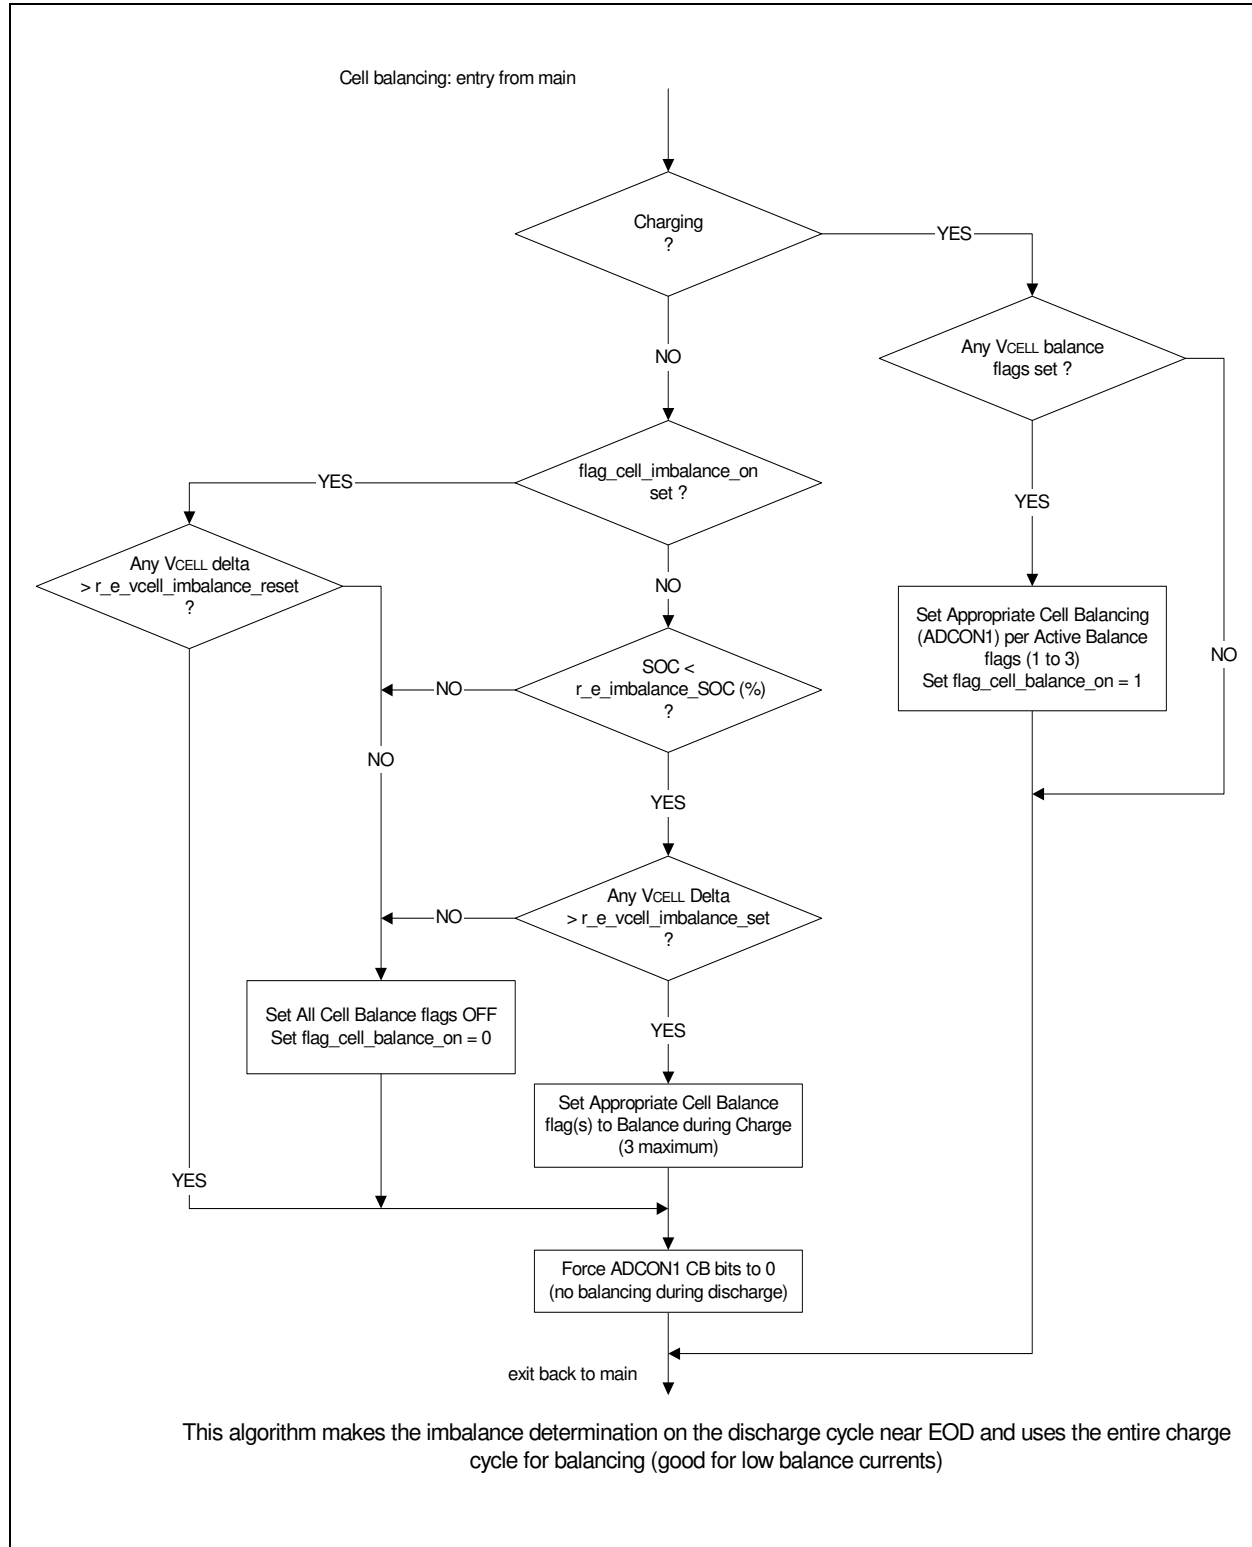 Cell balancing: entry from main
Charging
?
YES
NO
Any VCELL balance
flags set ?
flag_cell_imbalance_on
set ?
YES
YES
NO
Any VCELL delta
> r_e_vcell_imbalance_reset
?
NO
Set Appropriate Cell Balancing
(ADCON1) per Active Balance
flags (1 to 3)
Set flag_cell_balance_on = 1
SOC <
r_e_imbalance_SOC (%)
?
NO
NO
YES
Any VCELL Delta
> r_e_vcell_imbalance_set
?
NO
Set All Cell Balance flags OFF
Set flag_cell_balance_on = 0
YES
Set Appropriate Cell Balance
flag(s) to Balance during Charge
(3 maximum)
YES
Force ADCON1 CB bits to 0
(no balancing during discharge)
exit back to main
This algorithm makes the imbalance determination on the discharge cycle near EOD and uses the entire charge
cycle for balancing (good for low balance currents)